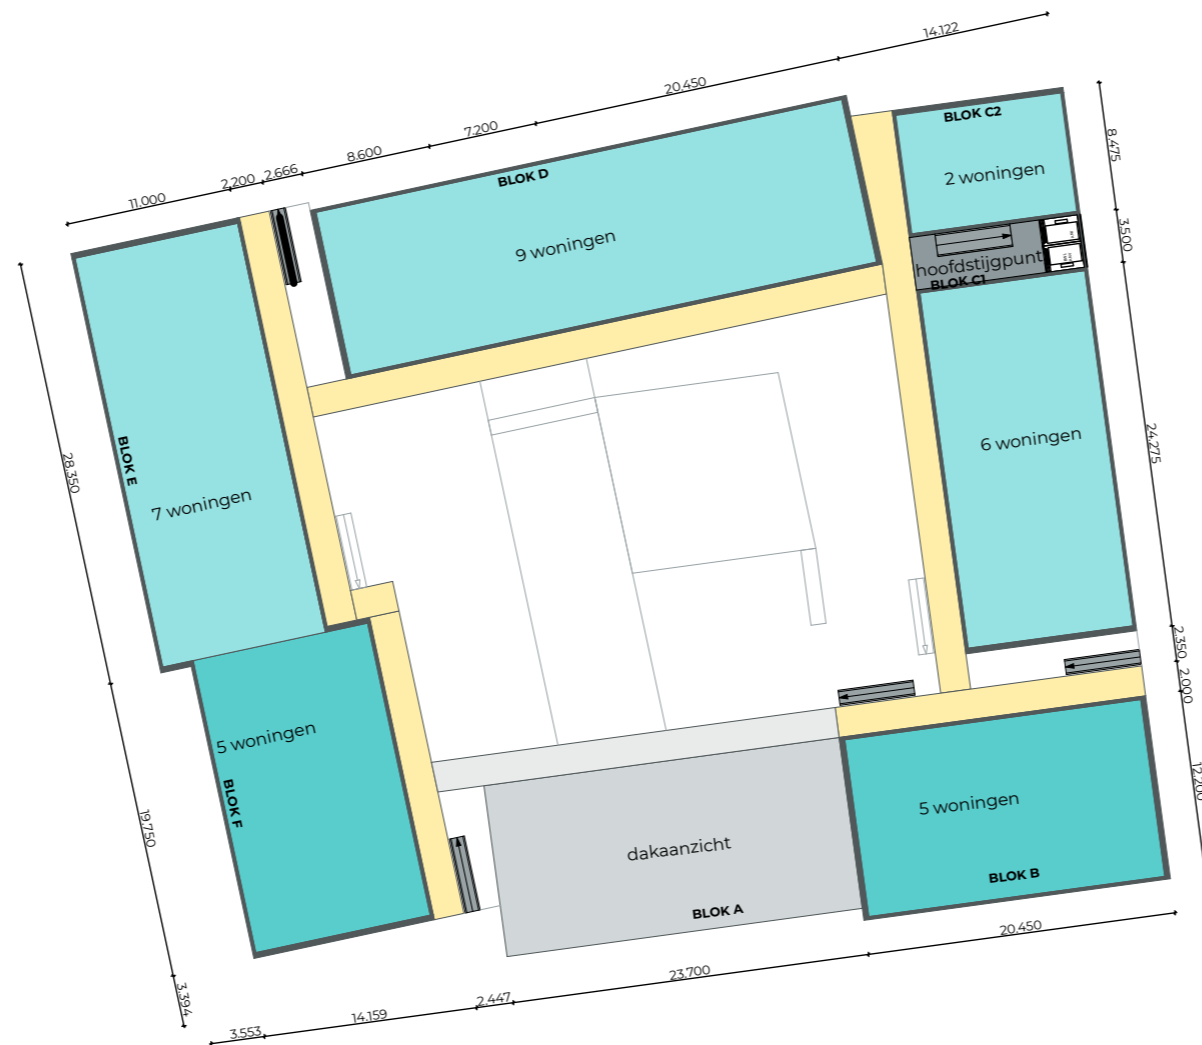 14.122
20.450
7.200
8.600
2.666
2.200
11.000
BLOK C2
2 woningen
8.475
BLOK D
9 woningen
3.500
hoofdstijgpunt
BLOK C1
28.350
BLOK E
7 woningen
6 woningen
24.275
2.350
2.000
5 woningen
BLOK F
19.750
12.200
5 woningen
BLOK B
dakaanzicht
BLOK A
20.450
23.700
2.447
14.159
3.553
3.394